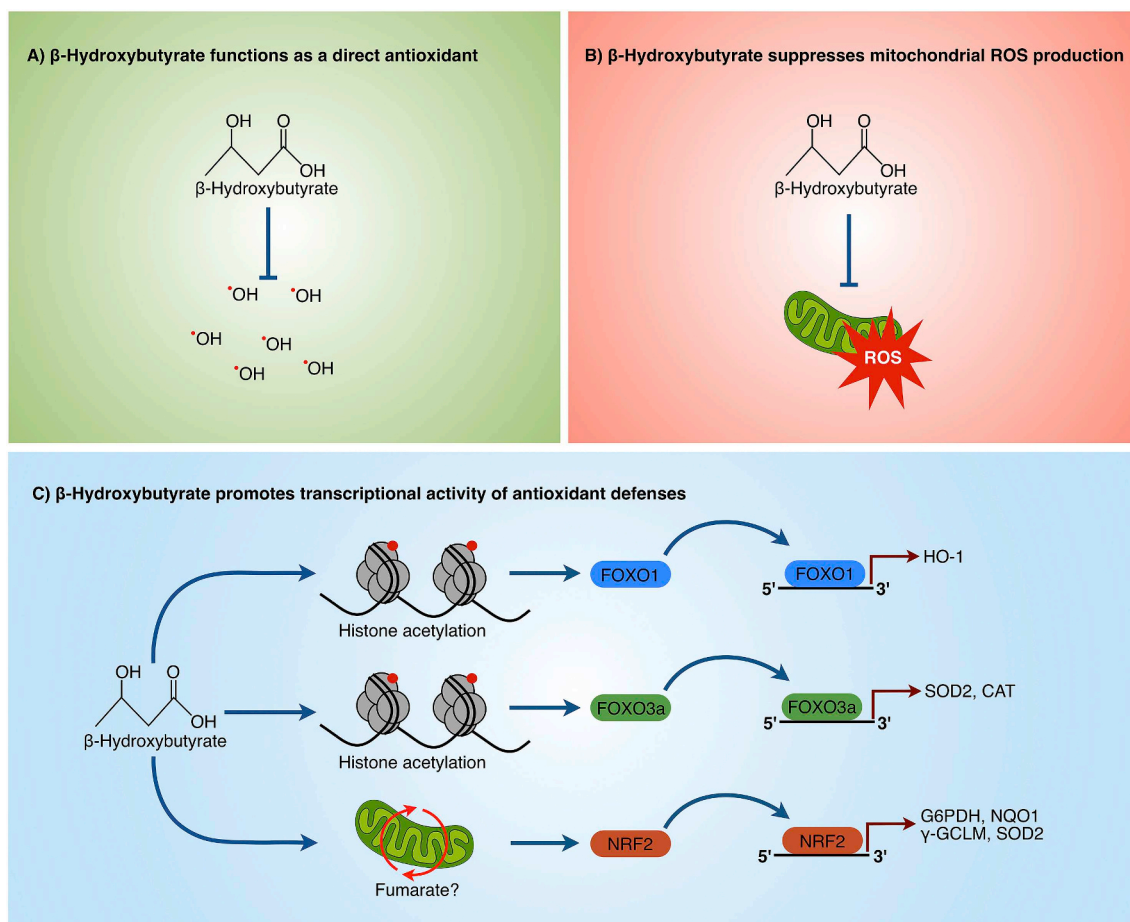 A) β-Hydroxybutyrate functions as a direct antioxidant
OH
O
OH
β-Hydroxybutyrate
•OH
•OH
•OH
•OH
•OH
•OH
B) β-Hydroxybutyrate suppresses mitochondrial ROS production
OH
O
OH
β-Hydroxybutyrate
ROS
C) β-Hydroxybutyrate promotes transcriptional activity of antioxidant defenses
OH
O
OH
β-Hydroxybutyrate
Histone acetylation
FOXO1
FOXO1
5'
3'
HO-1
Histone acetylation
FOXO3a
FOXO3a
5'
3'
SOD2, CAT
Fumarate?
NRF2
NRF2
5'
3'
G6PDH, NQO1
γ-GCLM, SOD2